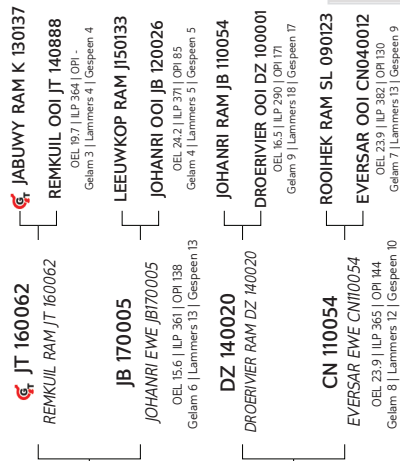 GT JT 160062
REMKUIL RAM JT 160062
GT JABUWY RAM K 130137
REMKUIL OOI JT 140888
OEL 19.7 | ILP 364 | OPI -
Gelam 3 | Lammers 4 | Gespeen 4
JB 170005
JOHANRI EWE JB170005
OEL 15.6 | ILP 361 | OPI 138
Gelam 6 | Lammers 13 | Gespeen 13
LEEUWKOP RAM J150133
JOHANRI OOI JB 120026
OEL 24.2 | ILP 371 | OPI 85
Gelam 4 | Lammers 5 | Gespeen 5
DZ 140020
DROERIVIER RAM DZ 140020
JOHANRI RAM JB 110054
DROERIVIER OOI DZ 100001
OEL 16.5 | ILP 290 | OPI 171
Gelam 9 | Lammers 18 | Gespeen 17
CN 110054
EVERSAR EWE CN110054
OEL 23.9 | ILP 365 | OPI 144
Gelam 8 | Lammers 12 | Gespeen 10
ROOIHEK RAM SL 090123
EVERSAR OOI CN040012
OEL 23.9 | ILP 382 | OPI 130
Gelam 7 | Lammers 13 | Gespeen 9